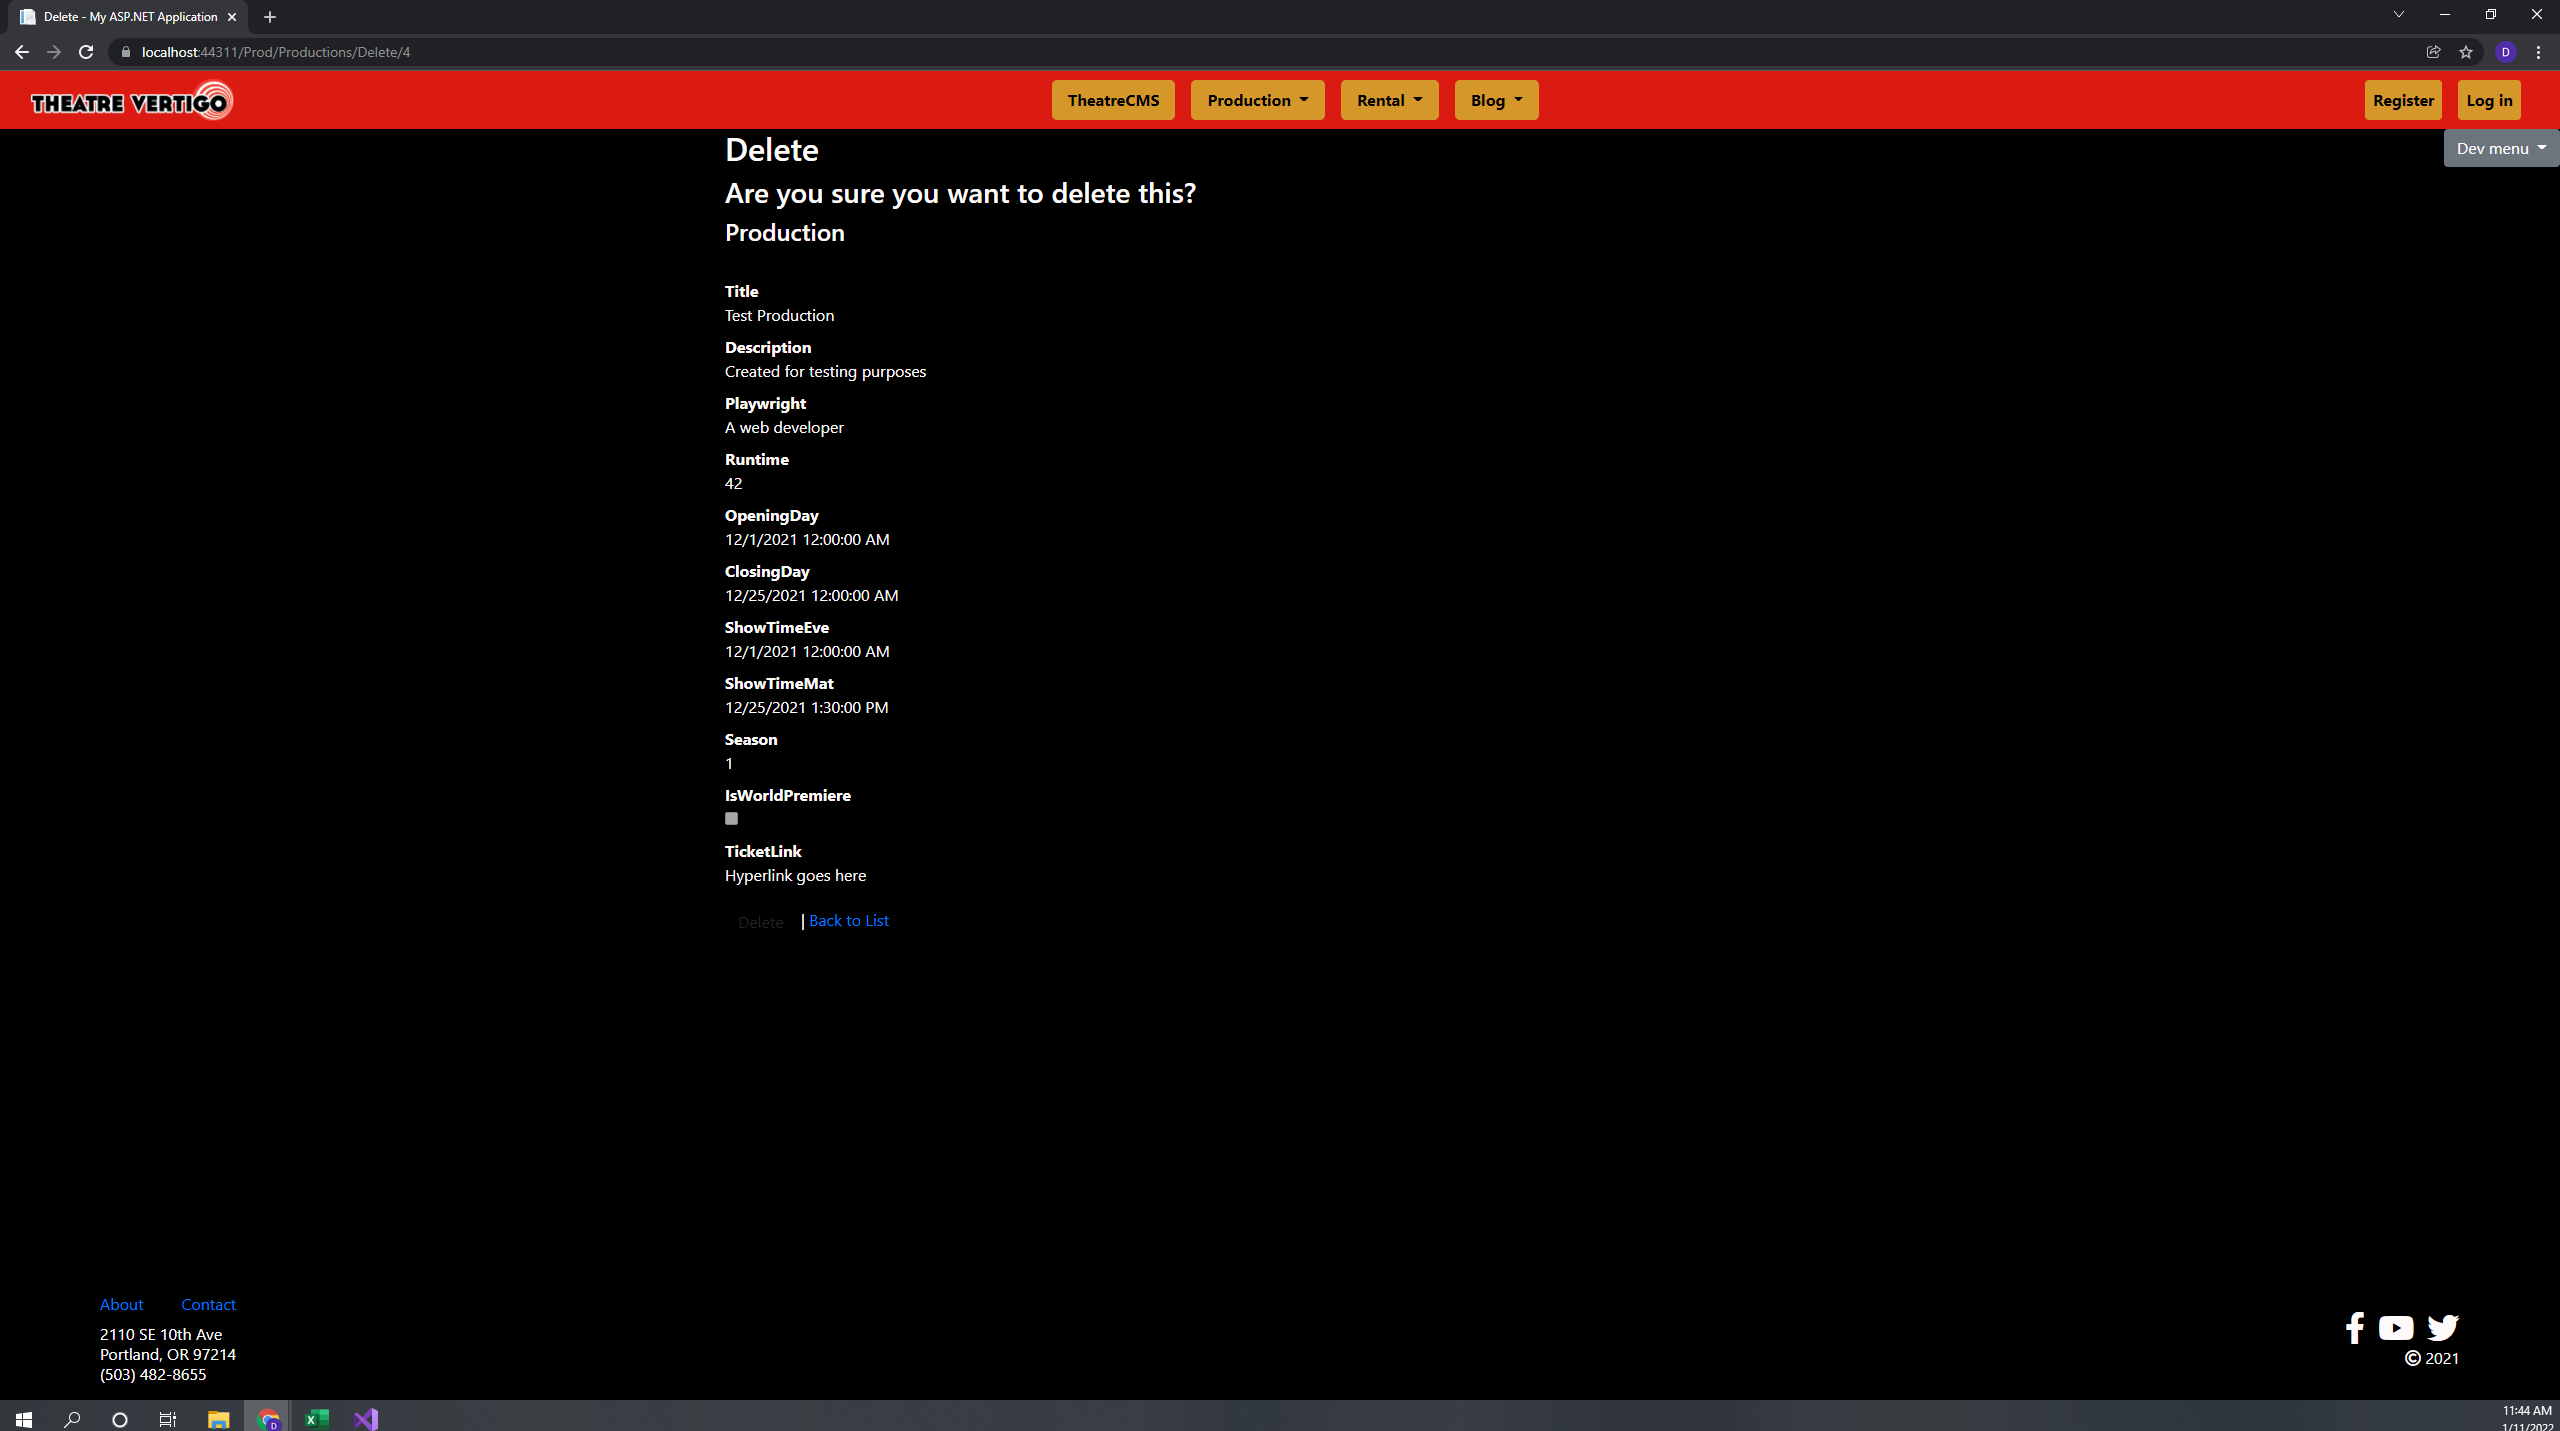 Delete - My ASP.NET Application
localhost:44311/Prod/Productions/Delete/4
D
THEATRE VERTIGO
TheatreCMS
Production
Rental
Blog
Register
Log in
Dev menu
Delete
Are you sure you want to delete this?
Production
Title
Test Production
Description
Created for testing purposes
Playwright
A web developer
Runtime
42
OpeningDay
12/1/2021 12:00:00 AM
ClosingDay
12/25/2021 12:00:00 AM
ShowTimeEve
12/1/2021 12:00:00 AM
ShowTimeMat
12/25/2021 1:30:00 PM
Season
1
IsWorldPremiere
TicketLink
Hyperlink goes here
Delete | Back to List
About Contact
2110 SE 10th Ave
Portland, OR 97214
(503) 482-8655
© 2021
11:44 AM
1/11/2022